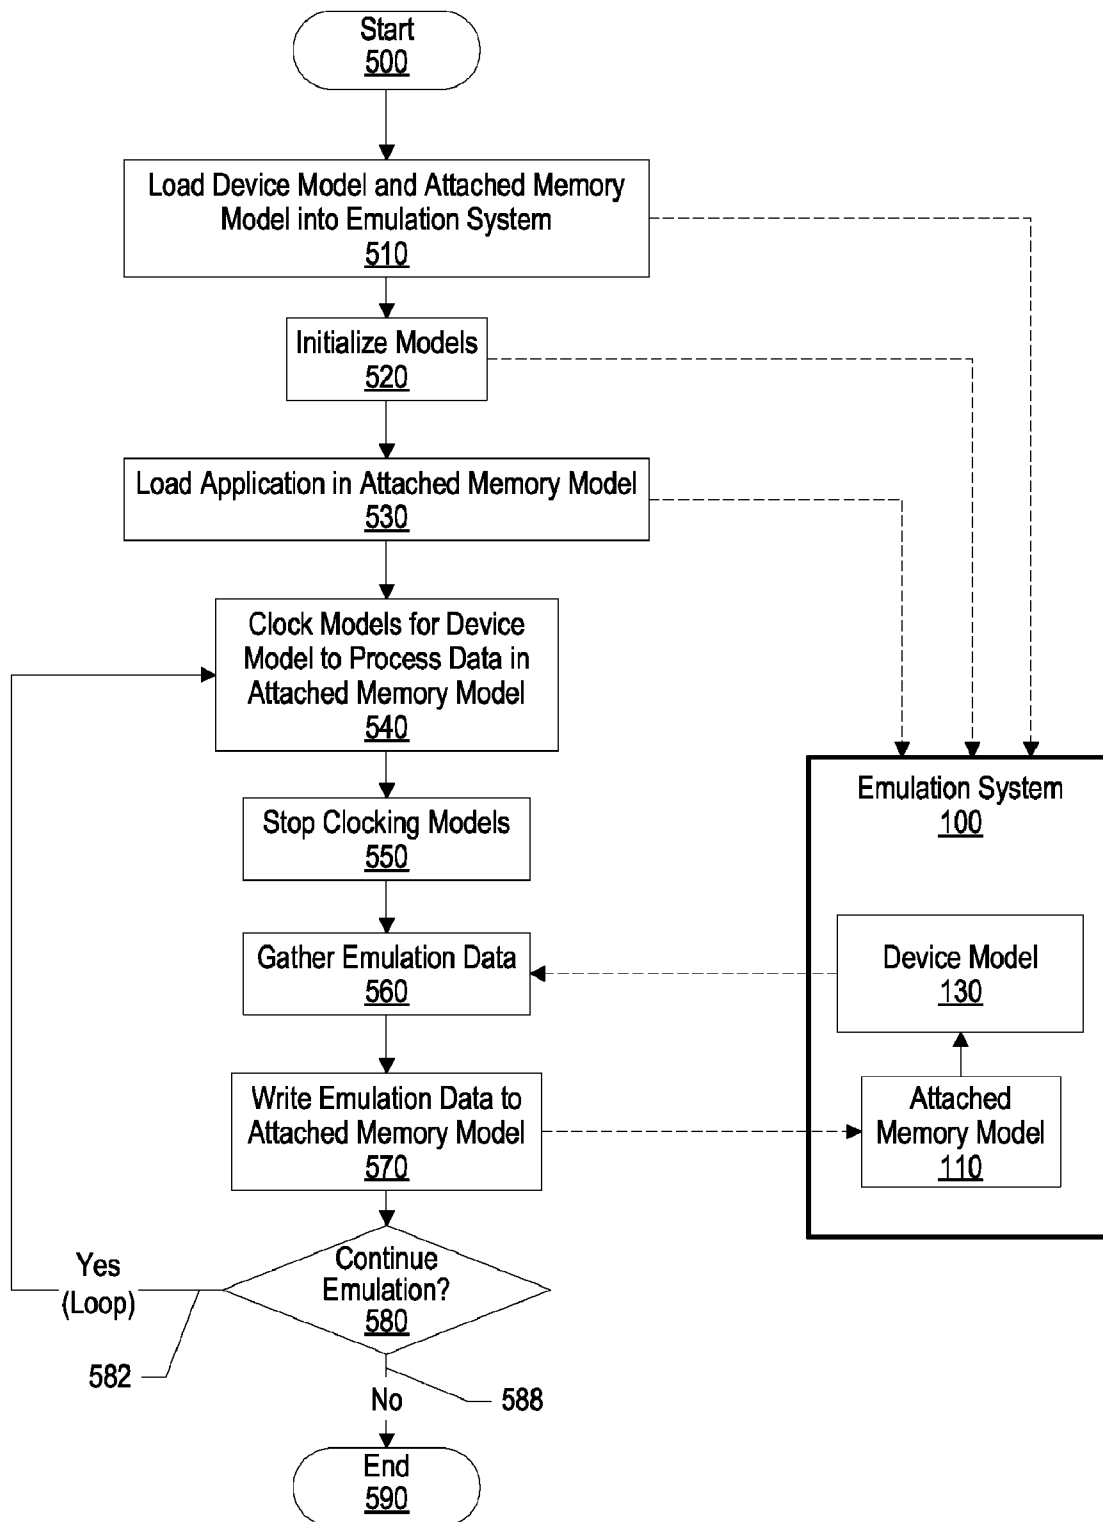 Start
500
Load Device Model and Attached Memory
Model into Emulation System
510
Initialize Models
520
Load Application in Attached Memory Model
530
Clock Models for Device
Model to Process Data in
Attached Memory Model
540
Stop Clocking Models
550
Gather Emulation Data
560
Write Emulation Data to
Attached Memory Model
570
Continue
Emulation?
580
Yes
(Loop)
582
588
No
End
590
Emulation System
100
Device Model
130
Attached
Memory Model
110